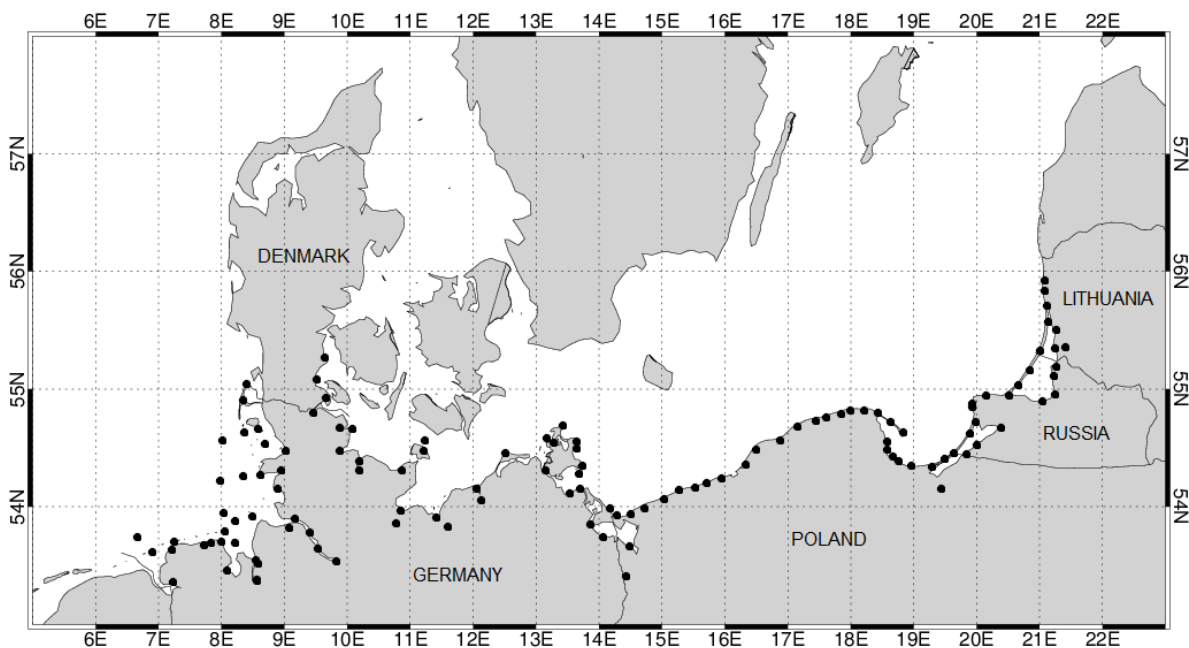 6E 7E 8E 9E 10E 11E 12E 13E 14E 15E 16E 17E 18E 19E 20E 21E 22E
57N 57N
DENMARK
56N 56N
LITHUANIA
55N 55N
RUSSIA
54N 54N
POLAND
GERMANY
6E 7E 8E 9E 10E 11E 12E 13E 14E 15E 16E 17E 18E 19E 20E 21E 22E